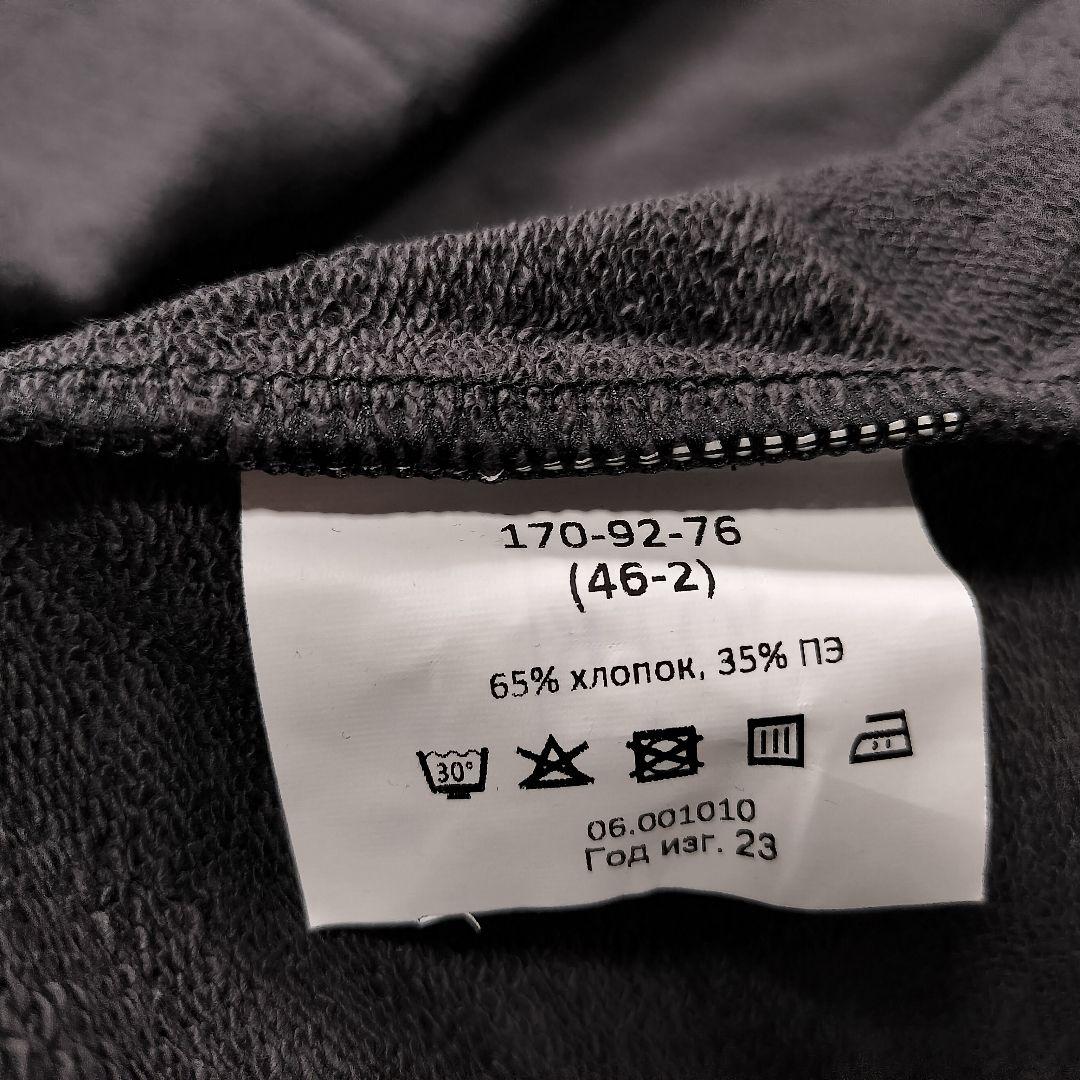 170-92-76
(46-2)
65% хлопок, 35% ПЭ
30°
06.001010
Год изг. 23